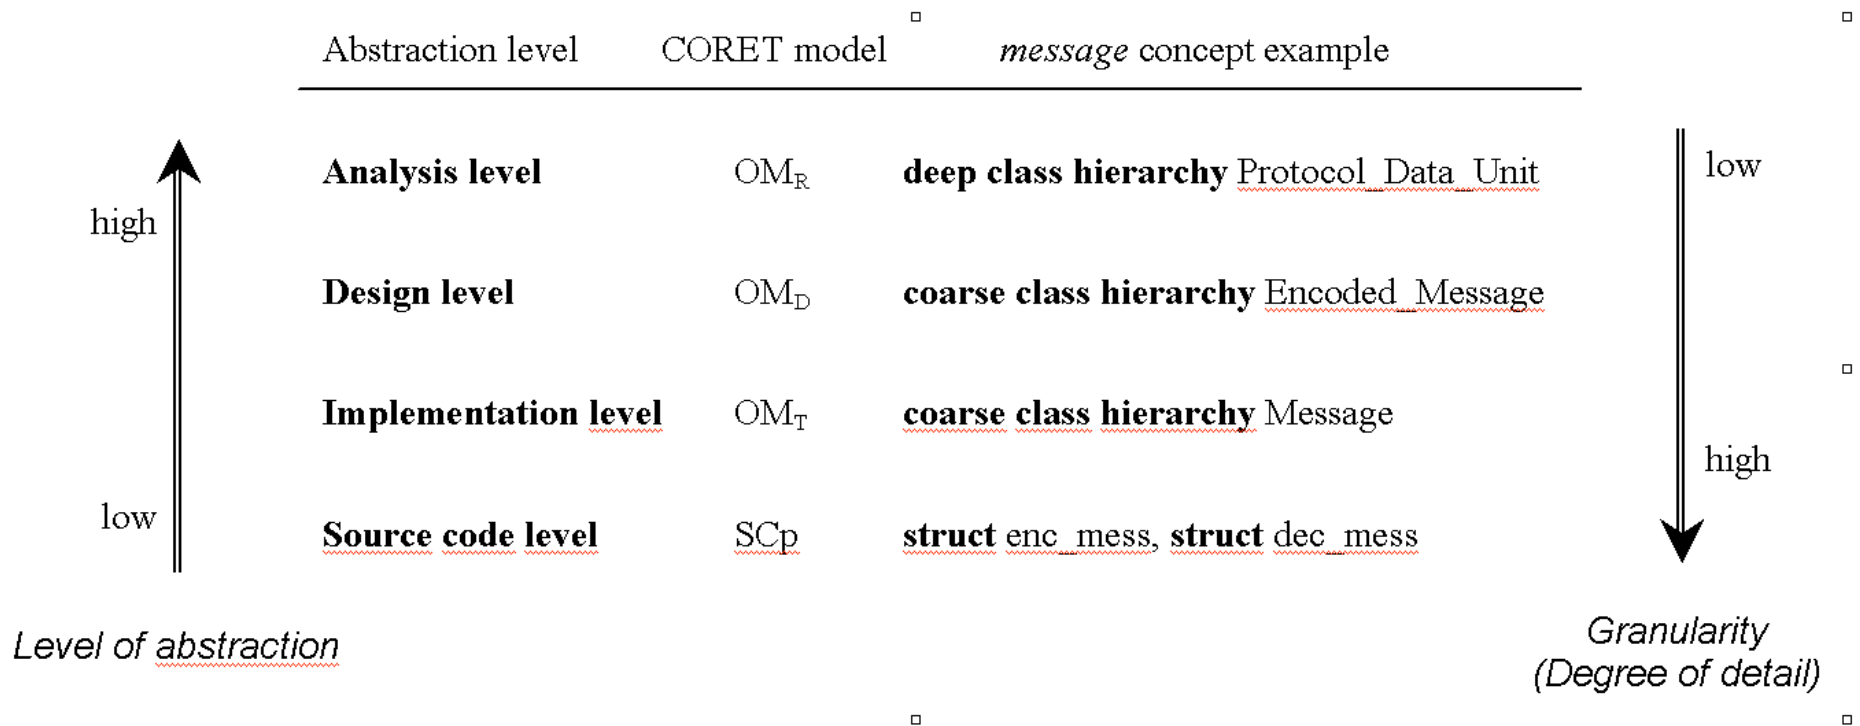 Abstraction level CORET model message concept example
Analysis level OMR deep class hierarchy Protocol_Data_Unit low
high
Design level OMD coarse class hierarchy Encoded_Message
Implementation level OMT coarse class hierarchy Message
high
low
Source code level SCp struct enc_mess, struct dec_mess
Level of abstraction
Granularity
(Degree of detail)